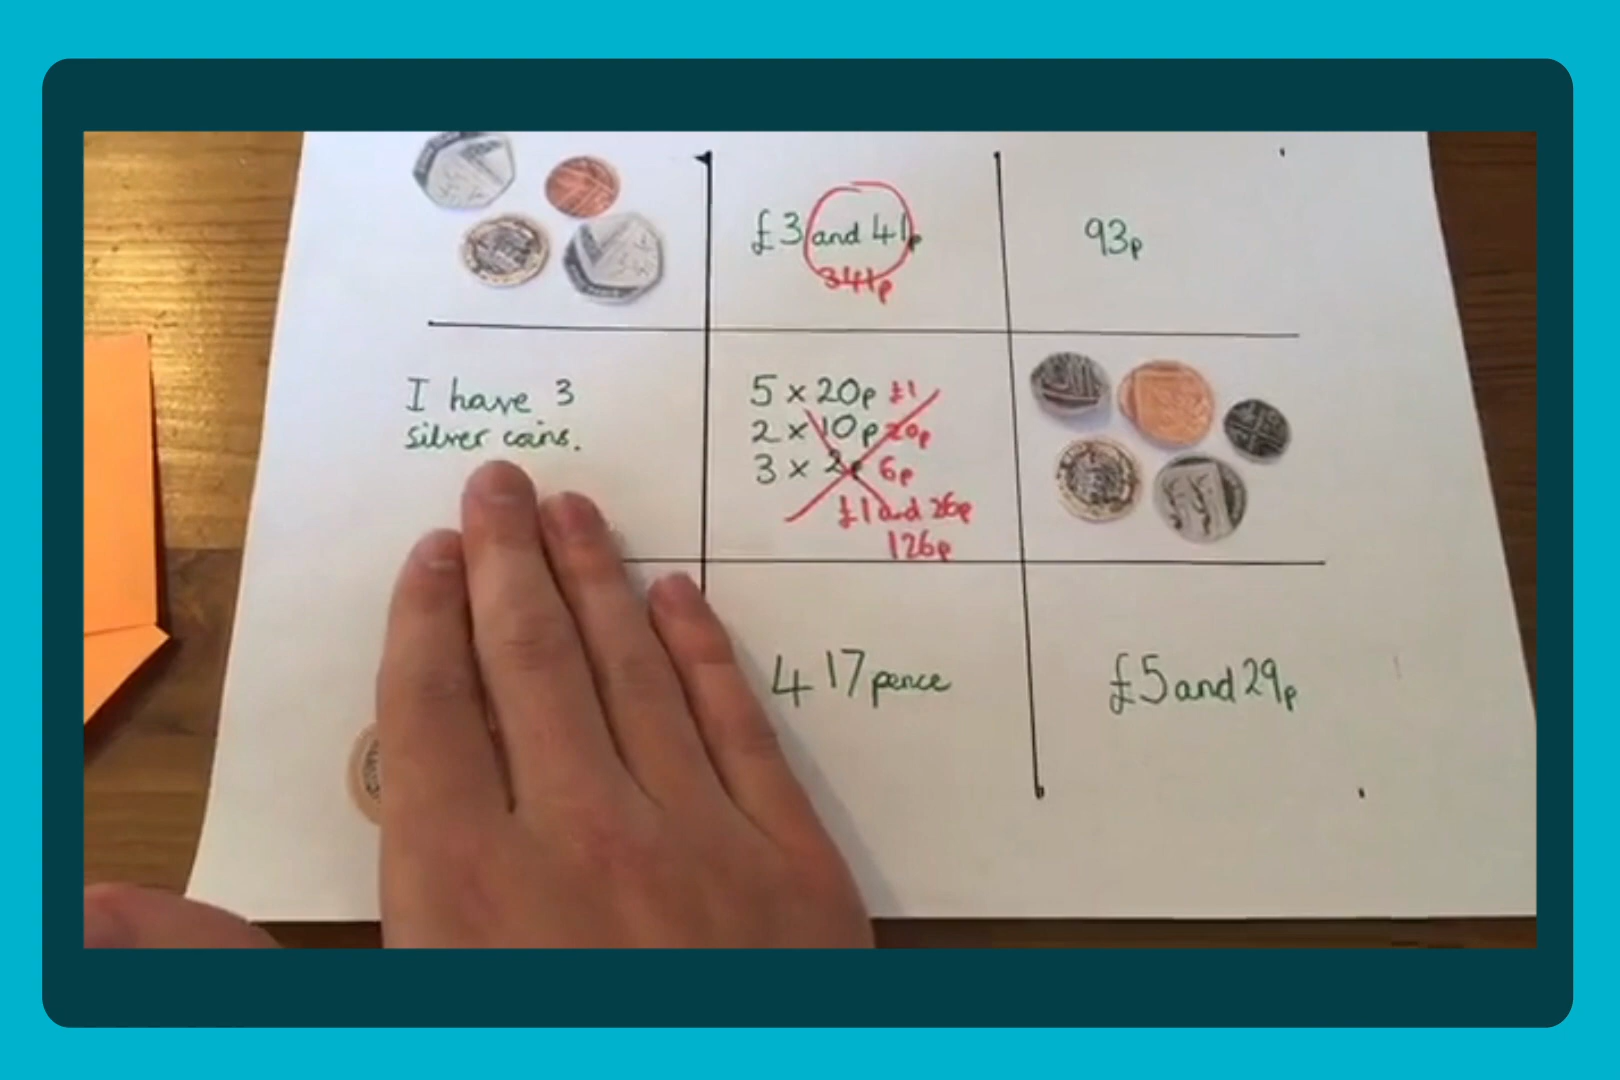 £3 and 41p
341p
93p
I have 3
silver coins.
5 × 20p £1
2 × 10p 20p
3 × 2p 6p
£1 and 26p
126p
417 pence
£5 and 29p